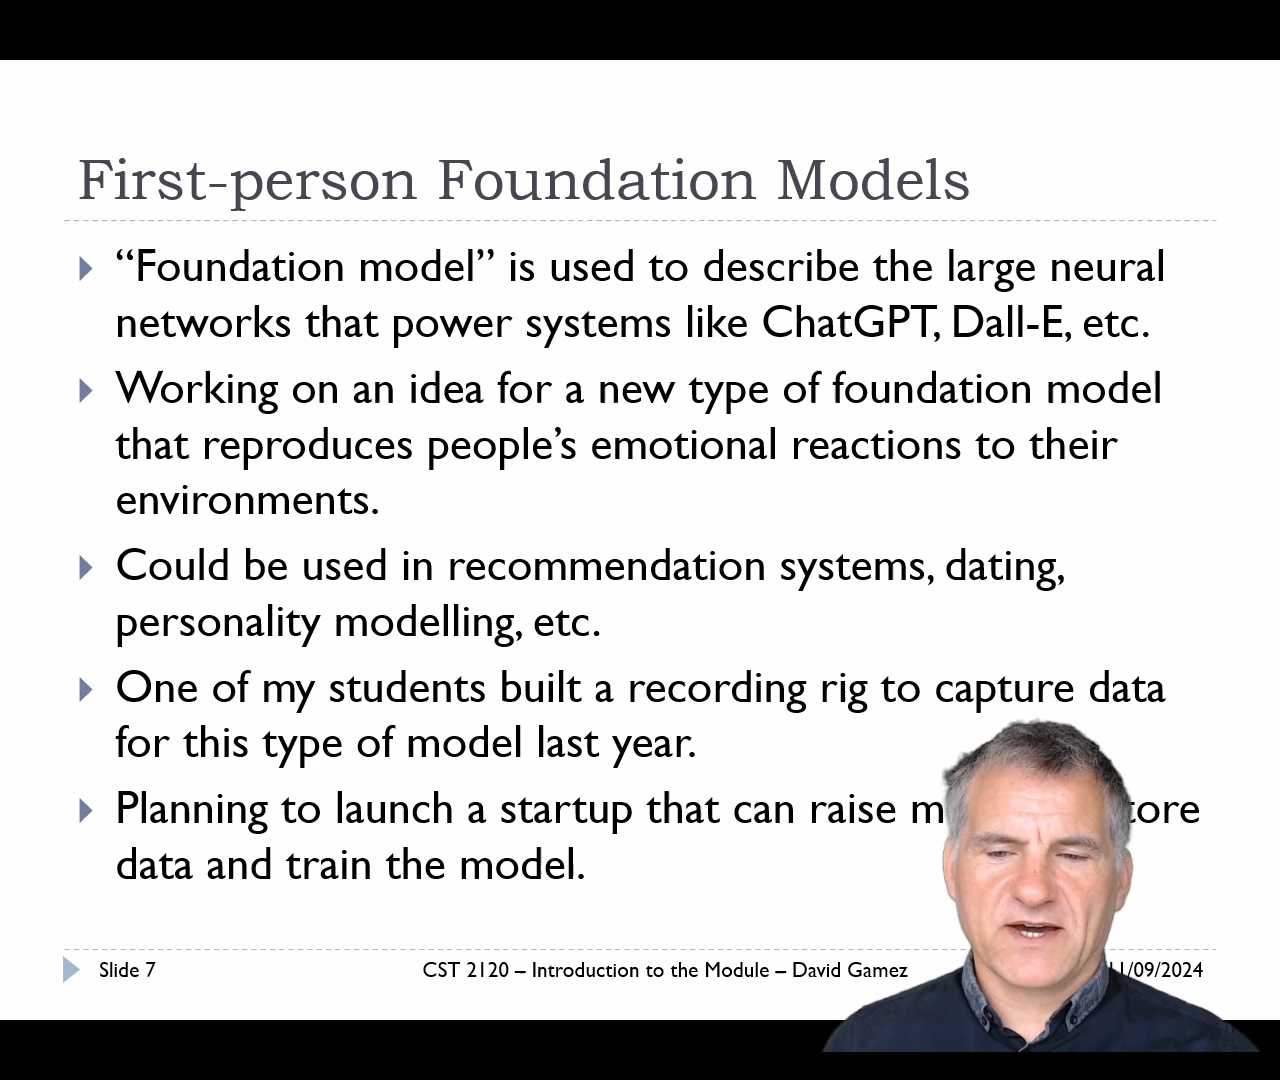 First-person Foundation Models
“Foundation model” is used to describe the large neural
networks that power systems like ChatGPT, Dall-E, etc.
Working on an idea for a new type of foundation model
that reproduces people’s emotional reactions to their
environments.
Could be used in recommendation systems, dating,
personality modelling, etc.
One of my students built a recording rig to capture data
for this type of model last year.
Planning to launch a startup that can raise
data and train the model.
Slide 7
CST 2120 – Introduction to the Module – David Gamez
11/09/2024